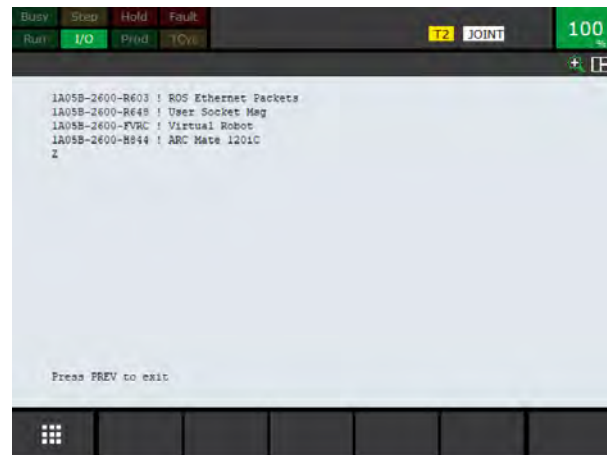 Busy Step Hold Fault
Run I/O Prod TCyc
T2 JOINT
100
%
1A05B-2600-R603 ! ROS Ethernet Packets
1A05B-2600-R648 ! User Socket Msg
1A05B-2600-FVRC ! Virtual Robot
1A05B-2600-H844 ! ARC Mate 120iC
Z
Press PREV to exit